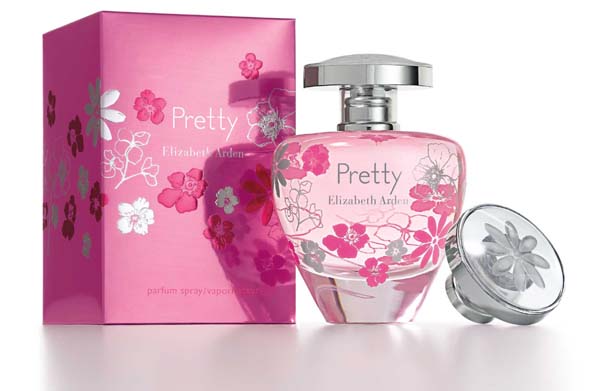 Pretty
Elizabeth Arden
parfum spray/vaporisateur
Pretty
Elizabeth Arden